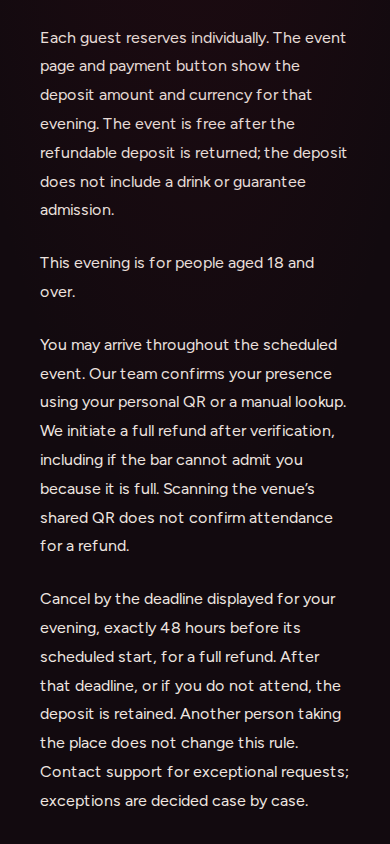 Each guest reserves individually. The event
page and payment button show the
deposit amount and currency for that
evening. The event is free after the
refundable deposit is returned; the deposit
does not include a drink or guarantee
admission.
This evening is for people aged 18 and
over.
You may arrive throughout the scheduled
event. Our team confirms your presence
using your personal QR or a manual lookup.
We initiate a full refund after verification,
including if the bar cannot admit you
because it is full. Scanning the venue’s
shared QR does not confirm attendance
for a refund.
Cancel by the deadline displayed for your
evening, exactly 48 hours before its
scheduled start, for a full refund. After
that deadline, or if you do not attend, the
deposit is retained. Another person taking
the place does not change this rule.
Contact support for exceptional requests;
exceptions are decided case by case.